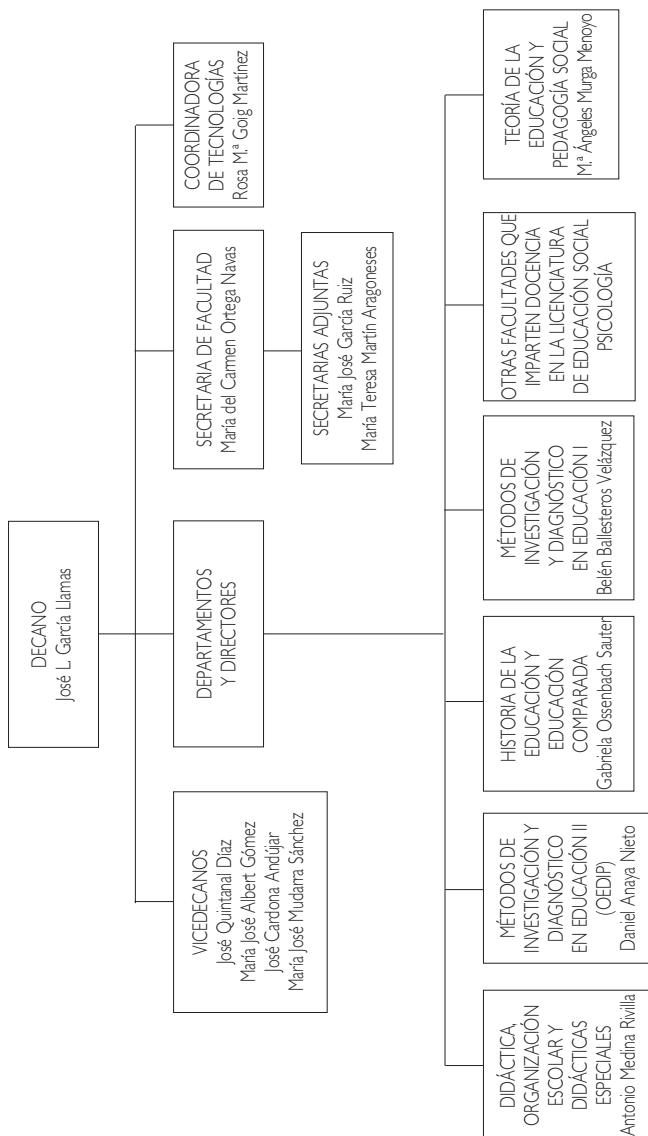 DECANO
José L. García Llamas
VICEDECANOS
José Quintanal Díaz
María José Albert Gómez
José Cardona Andújar
María José Mudarra Sánchez
DEPARTAMENTOS
Y DIRECTORES
SECRETARIA DE FACULTAD
María del Carmen Ortega Navas
COORDINADORA
DE TECNOLOGÍAS
Rosa M.ª Goig Martínez
SECRETARIAS ADJUNTAS
María José García Ruiz
María Teresa Martín Aragoneses
DIDÁCTICA,
ORGANIZACIÓN
ESCOLAR Y
DIDÁCTICAS
ESPECIALES
Antonio Medina Rivilla
MÉTODOS DE
INVESTIGACIÓN Y
DIAGNÓSTICO
EN EDUCACIÓN II
(OEDIP)
Daniel Anaya Nieto
HISTORIA DE LA
EDUCACIÓN Y
EDUCACIÓN
COMPARADA
Gabriela Ossenbach Sauter
MÉTODOS DE
INVESTIGACIÓN
Y DIAGNÓSTICO
EN EDUCACIÓN I
Belén Ballesteros Velázquez
OTRAS FACULTADES QUE
IMPARTEN DOCENCIA
EN LA LICENCIATURA
DE EDUCACIÓN SOCIAL
PSICOLOGÍA
TEORÍA DE LA
EDUCACIÓN Y
PEDAGOGÍA SOCIAL
M.ª Ángeles Murga Menoyo